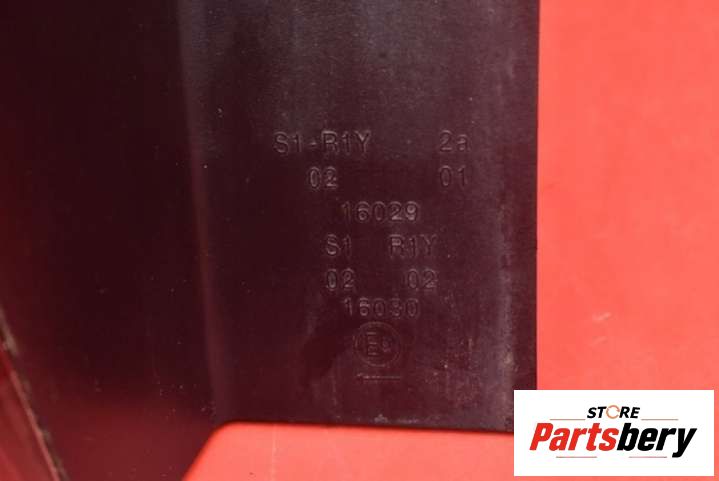 S1-R1Y 2a
02 01
16029
S1 R1Y
02 02
16030
STORE
Partsbery